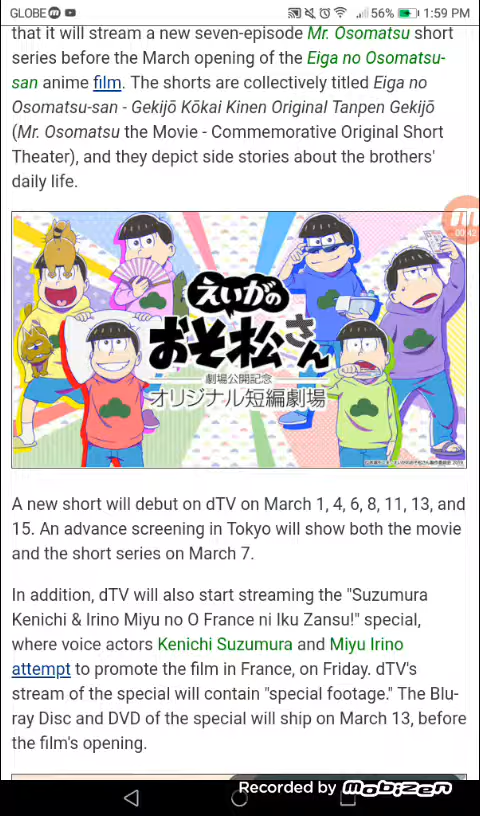 GLOBE 56% 1:59 PM
that it will stream a new seven-episode Mr. Osomatsu short
series before the March opening of the Eiga no Osomatsu-
san anime film. The shorts are collectively titled Eiga no
Osomatsu-san - Gekijō Kōkai Kinen Original Tanpen Gekijō
(Mr. Osomatsu the Movie - Commemorative Original Short
Theater), and they depict side stories about the brothers'
daily life.
00:42
えいがの
おそ松さん
劇場公開記念
オリジナル短編劇場
A new short will debut on dTV on March 1, 4, 6, 8, 11, 13, and
15. An advance screening in Tokyo will show both the movie
and the short series on March 7.
In addition, dTV will also start streaming the "Suzumura
Kenichi & Irino Miyu no O France ni Iku Zansu!" special,
where voice actors Kenichi Suzumura and Miyu Irino
attempt to promote the film in France, on Friday. dTV's
stream of the special will contain "special footage." The Blu-
ray Disc and DVD of the special will ship on March 13, before
the film's opening.
Recorded by mobizen